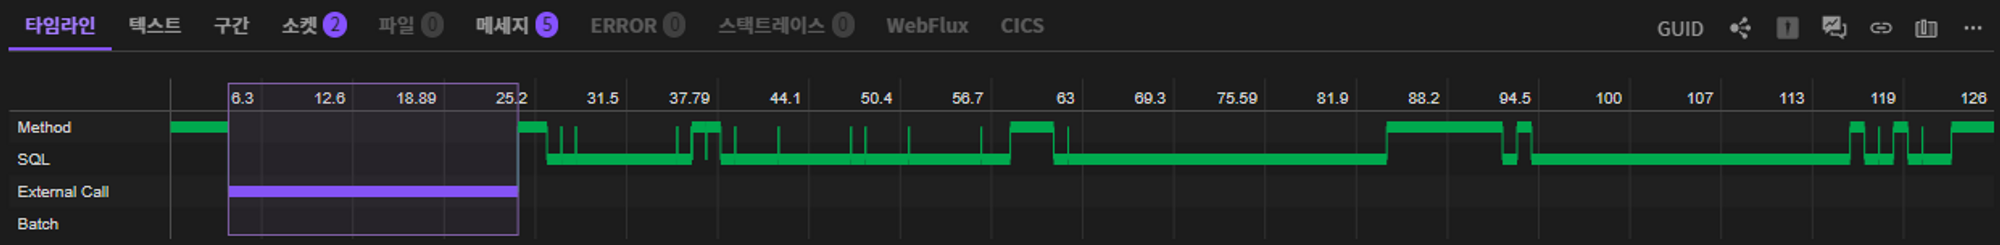 타임라인 텍스트 구간 소켓 2 파일 0 메세지 5 ERROR 0 스택트레이스 0 WebFlux CICS GUID
6.3 12.6 18.89 25.2 31.5 37.79 44.1 50.4 56.7 63 69.3 75.59 81.9 88.2 94.5 100 107 113 119 126
Method
SQL
External Call
Batch